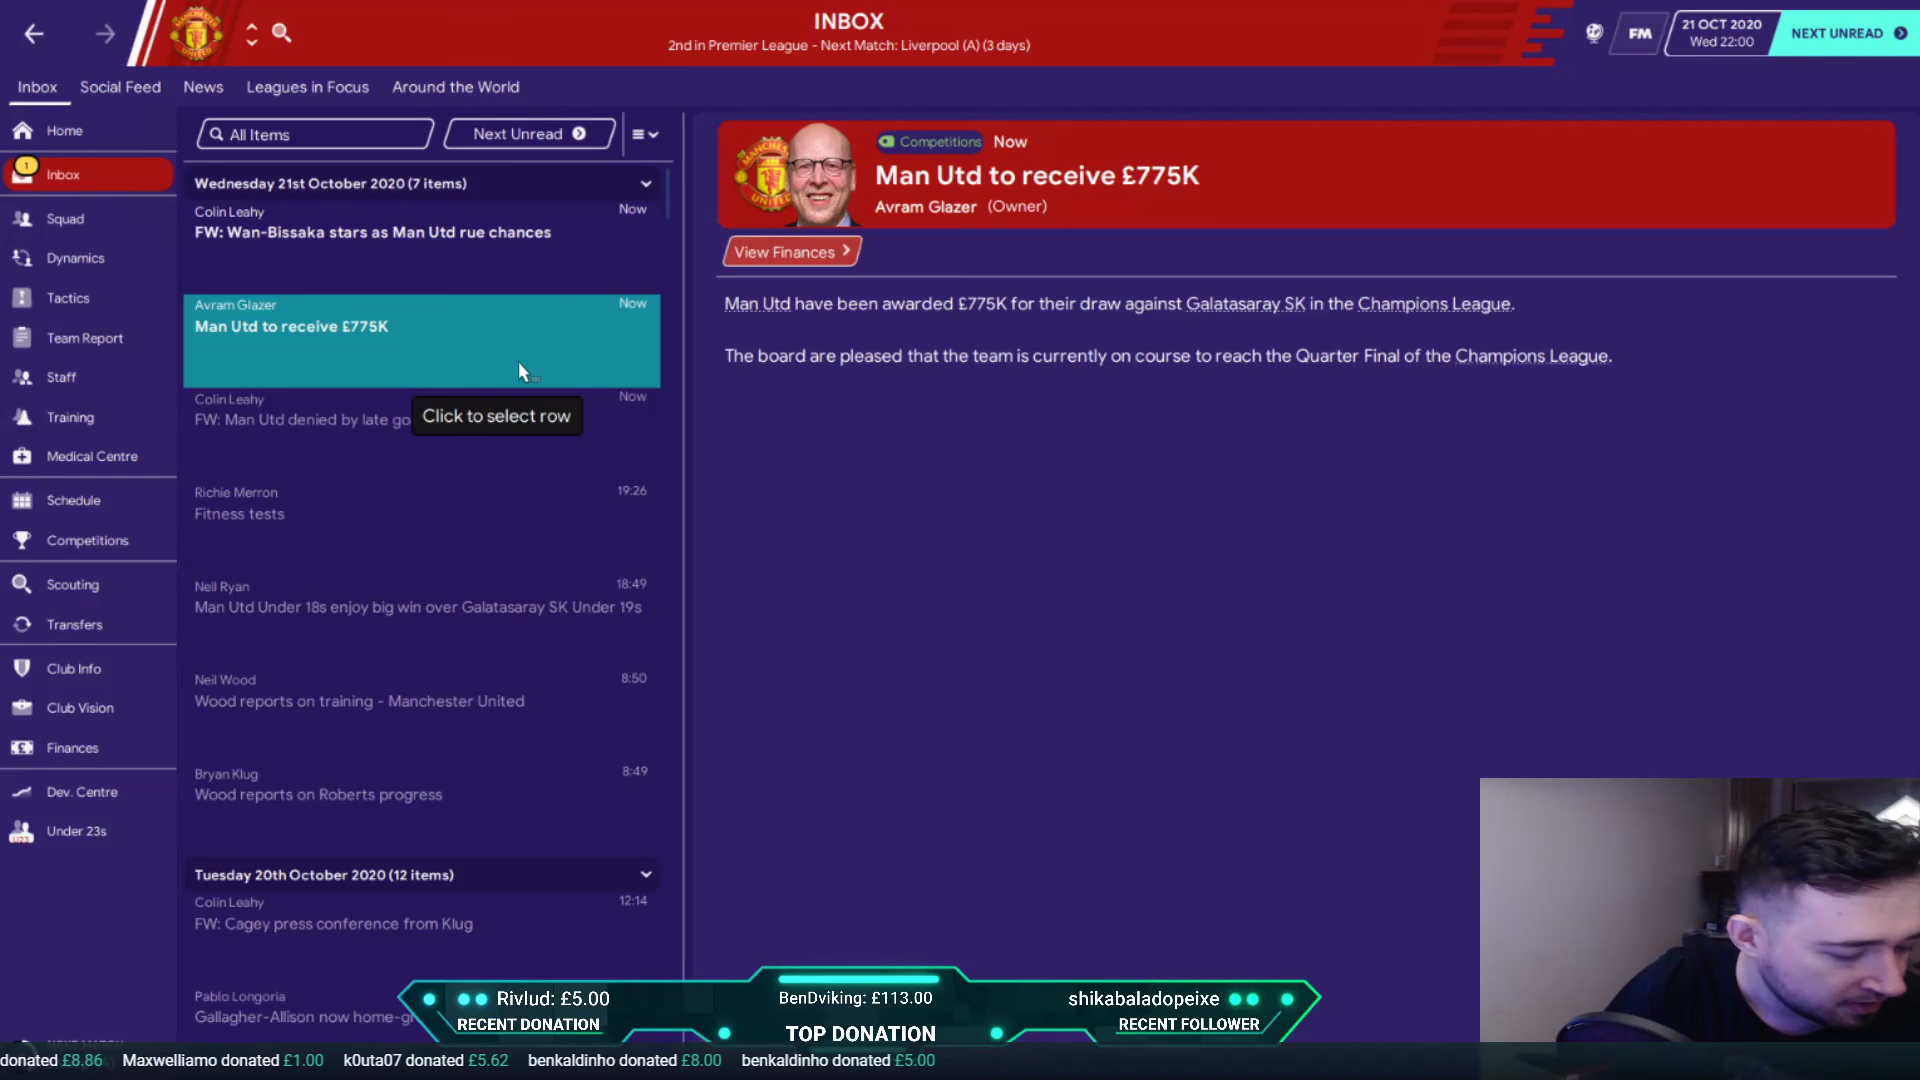 INBOX
2nd in Premier League - Next Match: Liverpool (A) (3 days)
FM
21 OCT 2020
Wed 22:00
NEXT UNREAD
Inbox
Social Feed
News
Leagues in Focus
Around the World
Home
1
Inbox
Squad
Dynamics
Tactics
Team Report
Staff
Training
Medical Centre
Schedule
Competitions
Scouting
Transfers
Club Info
Club Vision
Finances
Dev. Centre
Under 23s
All Items
Next Unread
Wednesday 21st October 2020 (7 items)
Colin Leahy
Now
FW: Wan-Bissaka stars as Man Utd rue chances
Avram Glazer
Now
Man Utd to receive £775K
Colin Leahy
Now
FW: Man Utd denied by late go
Click to select row
Richie Merron
19:26
Fitness tests
Neil Ryan
18:49
Man Utd Under 18s enjoy big win over Galatasaray SK Under 19s
Neil Wood
8:50
Wood reports on training - Manchester United
Bryan Klug
8:49
Wood reports on Roberts progress
Tuesday 20th October 2020 (12 items)
Colin Leahy
12:14
FW: Cagey press conference from Klug
Pablo Longoria
Gallagher-Allison now home-gr
Competitions
Now
Man Utd to receive £775K
Avram Glazer (Owner)
View Finances
Man Utd have been awarded £775K for their draw against Galatasaray SK in the Champions League.
The board are pleased that the team is currently on course to reach the Quarter Final of the Champions League.
Rivlud: £5.00
RECENT DONATION
BenDviking: £113.00
TOP DONATION
shikabaladopeixe
RECENT FOLLOWER
donated £8.86 Maxwelliamo donated £1.00 k0uta07 donated £5.62 benkaldinho donated £8.00 benkaldinho donated £5.00